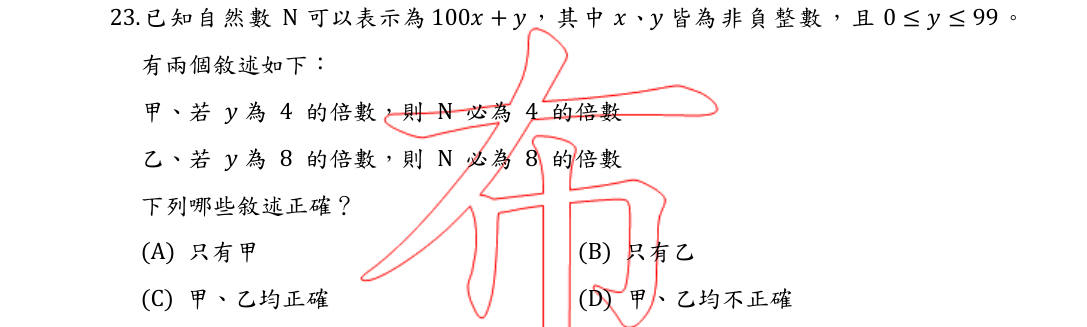 23.已知自然數 N 可以表示為 100x + y,其中 x、y 皆為非負整數,且 0 ≤ y ≤ 99。
有兩個敘述如下:
甲、若 y 為 4 的倍數,則 N 必為 4 的倍數
乙、若 y 為 8 的倍數,則 N 必為 8 的倍數
下列哪些敘述正確?
(A) 只有甲 (B) 只有乙
(C) 甲、乙均正確 (D) 甲、乙均不正確
布